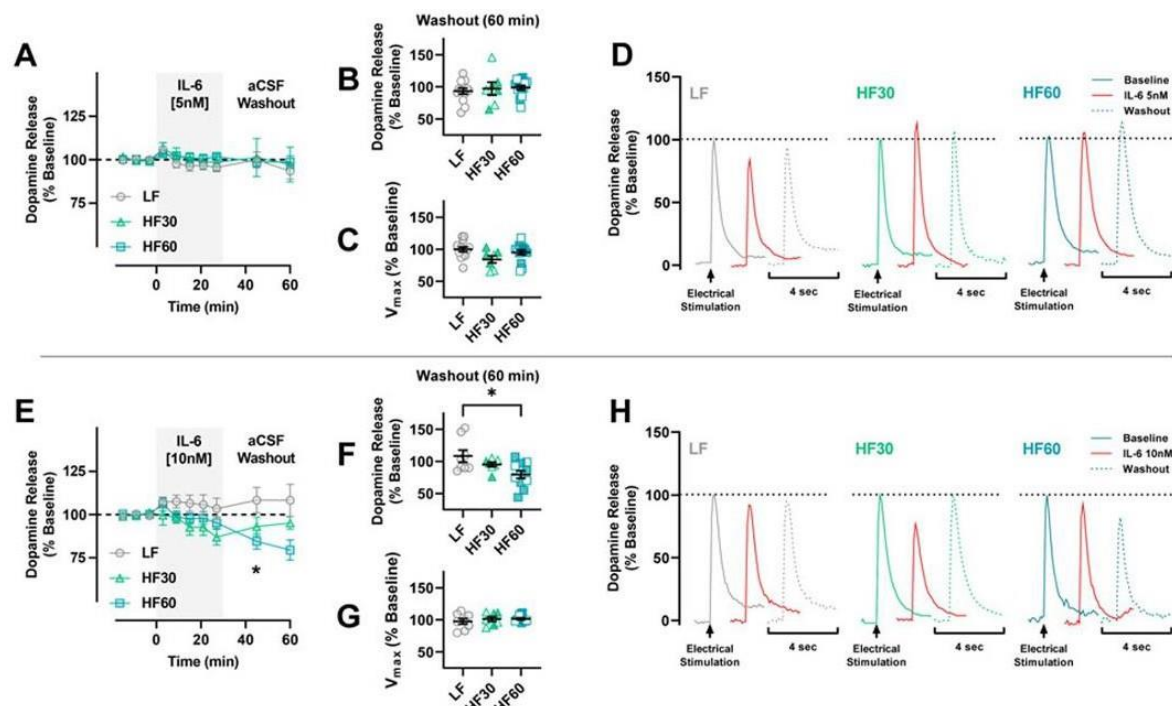 A
IL-6
[5nM]
aCSF
Washout
Dopamine Release
(% Baseline)
125
100
75
LF
HF30
HF60
0
20
40
60
Time (min)
Washout (60 min)
B
Dopamine Release
(% Baseline)
150
100
50
LF
HF30
HF60
C
Vmax (% Baseline)
150
100
50
LF
HF30
HF60
D
Dopamine Release
(% Baseline)
150
100
50
0
LF
HF30
HF60
Baseline
IL-6 5nM
Washout
Electrical
Stimulation
4 sec
Electrical
Stimulation
4 sec
Electrical
Stimulation
4 sec
E
IL-6
[10nM]
aCSF
Washout
Dopamine Release
(% Baseline)
125
100
75
LF
HF30
HF60
*
0
20
40
60
Time (min)
Washout (60 min)
*
F
Dopamine Release
(% Baseline)
150
100
50
LF
HF30
HF60
G
Vmax (% Baseline)
150
100
50
LF
HF30
HF60
H
Dopamine Release
(% Baseline)
150
100
50
0
LF
HF30
HF60
Baseline
IL-6 10nM
Washout
Electrical
Stimulation
4 sec
Electrical
Stimulation
4 sec
Electrical
Stimulation
4 sec